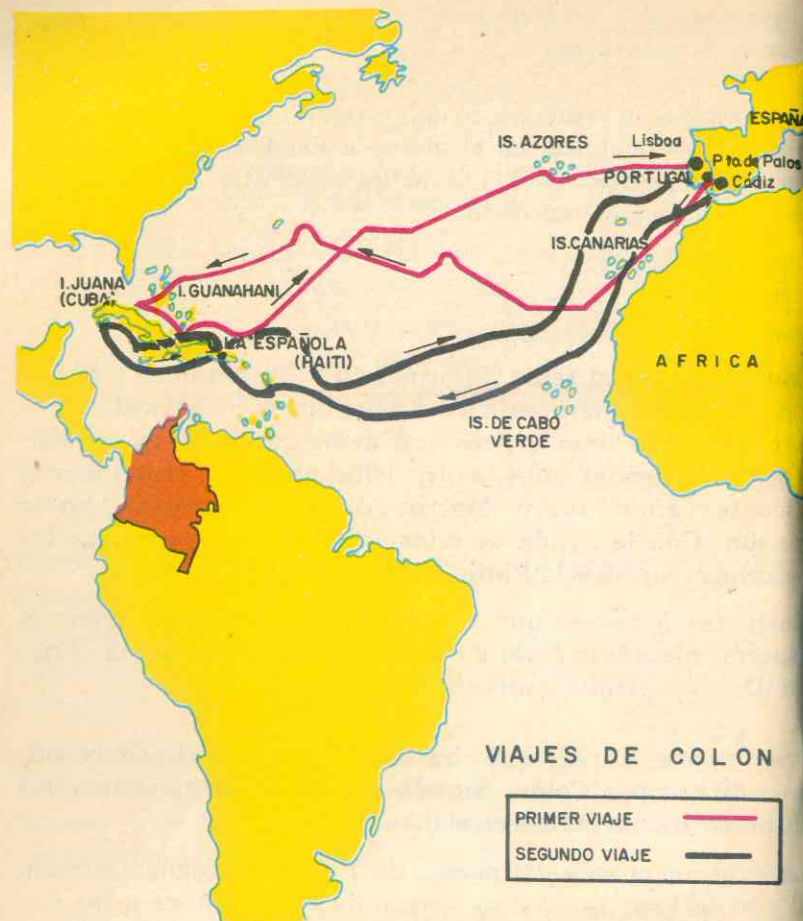 ESPAÑA
IS. AZORES
Lisboa
Pto. de Palos
PORTUGAL
Cádiz
IS. CANARIAS
I. JUANA
(CUBA)
I. GUANAHANI
LA ESPAÑOLA
(HAITI)
AFRICA
IS. DE CABO
VERDE
VIAJES DE COLON
PRIMER VIAJE
SEGUNDO VIAJE